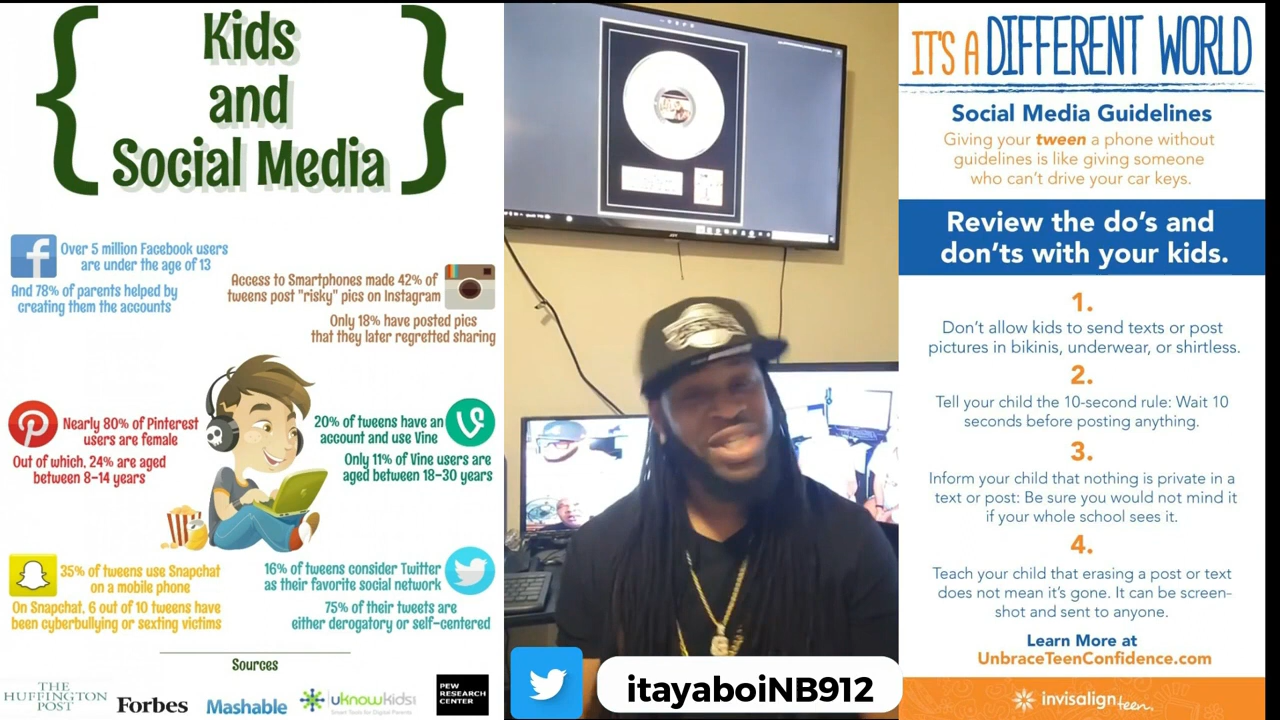 Kids
and
Social Media
Over 5 million Facebook users
are under the age of 13
And 78% of parents helped by
creating them the accounts
Access to Smartphones made 42% of
tweens post "risky" pics on Instagram
Only 18% have posted pics
that they later regretted sharing
Nearly 80% of Pinterest
users are female
Out of which, 24% are aged
between 8-14 years
20% of tweens have an
account and use Vine
Only 11% of Vine users are
aged between 18-30 years
35% of tweens use Snapchat
on a mobile phone
On Snapchat, 6 out of 10 tweens have
been cyberbullying or sexting victims
16% of tweens consider Twitter
as their favorite social network
75% of their tweets are
either derogatory or self-centered
Sources
THE
HUFFINGTON
POST
Forbes
Mashable
uknowkids
Smart Tools for Digital Parents
PEW
RESEARCH
CENTER
itayaboiNB912
IT'S A DIFFERENT WORLD
Social Media Guidelines
Giving your tween a phone without
guidelines is like giving someone
who can't drive your car keys.
Review the do's and
don'ts with your kids.
1.
Don't allow kids to send texts or post
pictures in bikinis, underwear, or shirtless.
2.
Tell your child the 10-second rule: Wait 10
seconds before posting anything.
3.
Inform your child that nothing is private in a
text or post: Be sure you would not mind it
if your whole school sees it.
4.
Teach your child that erasing a post or text
does not mean it's gone. It can be screen-
shot and sent to anyone.
Learn More at
UnbraceTeenConfidence.com
invisalign teen